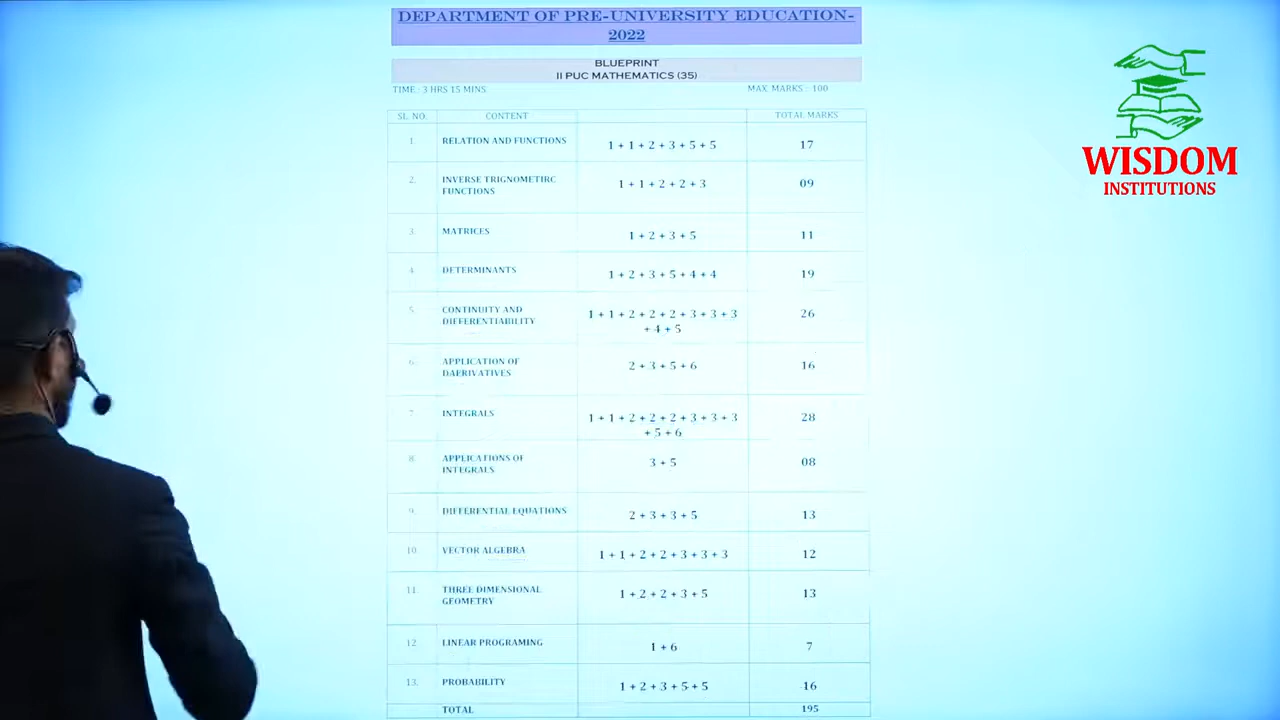 DEPARTMENT OF PRE-UNIVERSITY EDUCATION-
2022
BLUEPRINT
II PUC MATHEMATICS (35)
TIME : 3 HRS 15 MINS
MAX MARKS : 100
SL. NO. CONTENT TOTAL MARKS
1. RELATION AND FUNCTIONS 1 + 1 + 2 + 3 + 5 + 5 17
2. INVERSE TRIGNOMETIRC 1 + 1 + 2 + 2 + 3 09
FUNCTIONS
3. MATRICES 1 + 2 + 3 + 5 11
4. DETERMINANTS 1 + 2 + 3 + 5 + 4 + 4 19
5. CONTINUITY AND 1 + 1 + 2 + 2 + 2 + 3 + 3 + 3 26
DIFFERENTIABILITY + 4 + 5
6. APPLICATION OF 2 + 3 + 5 + 6 16
DAERIVATIVES
7. INTEGRALS 1 + 1 + 2 + 2 + 2 + 3 + 3 + 3 28
+ 5 + 6
8. APPLICATIONS OF 3 + 5 08
INTEGRALS
9. DIFFERENTIAL EQUATIONS 2 + 3 + 3 + 5 13
10. VECTOR ALGEBRA 1 + 1 + 2 + 2 + 3 + 3 + 3 12
11. THREE DIMENSIONAL 1 + 2 + 2 + 3 + 5 13
GEOMETRY
12. LINEAR PROGRAMING 1 + 6 7
13. PROBABILITY 1 + 2 + 3 + 5 + 5 16
TOTAL 195
WISDOM
INSTITUTIONS